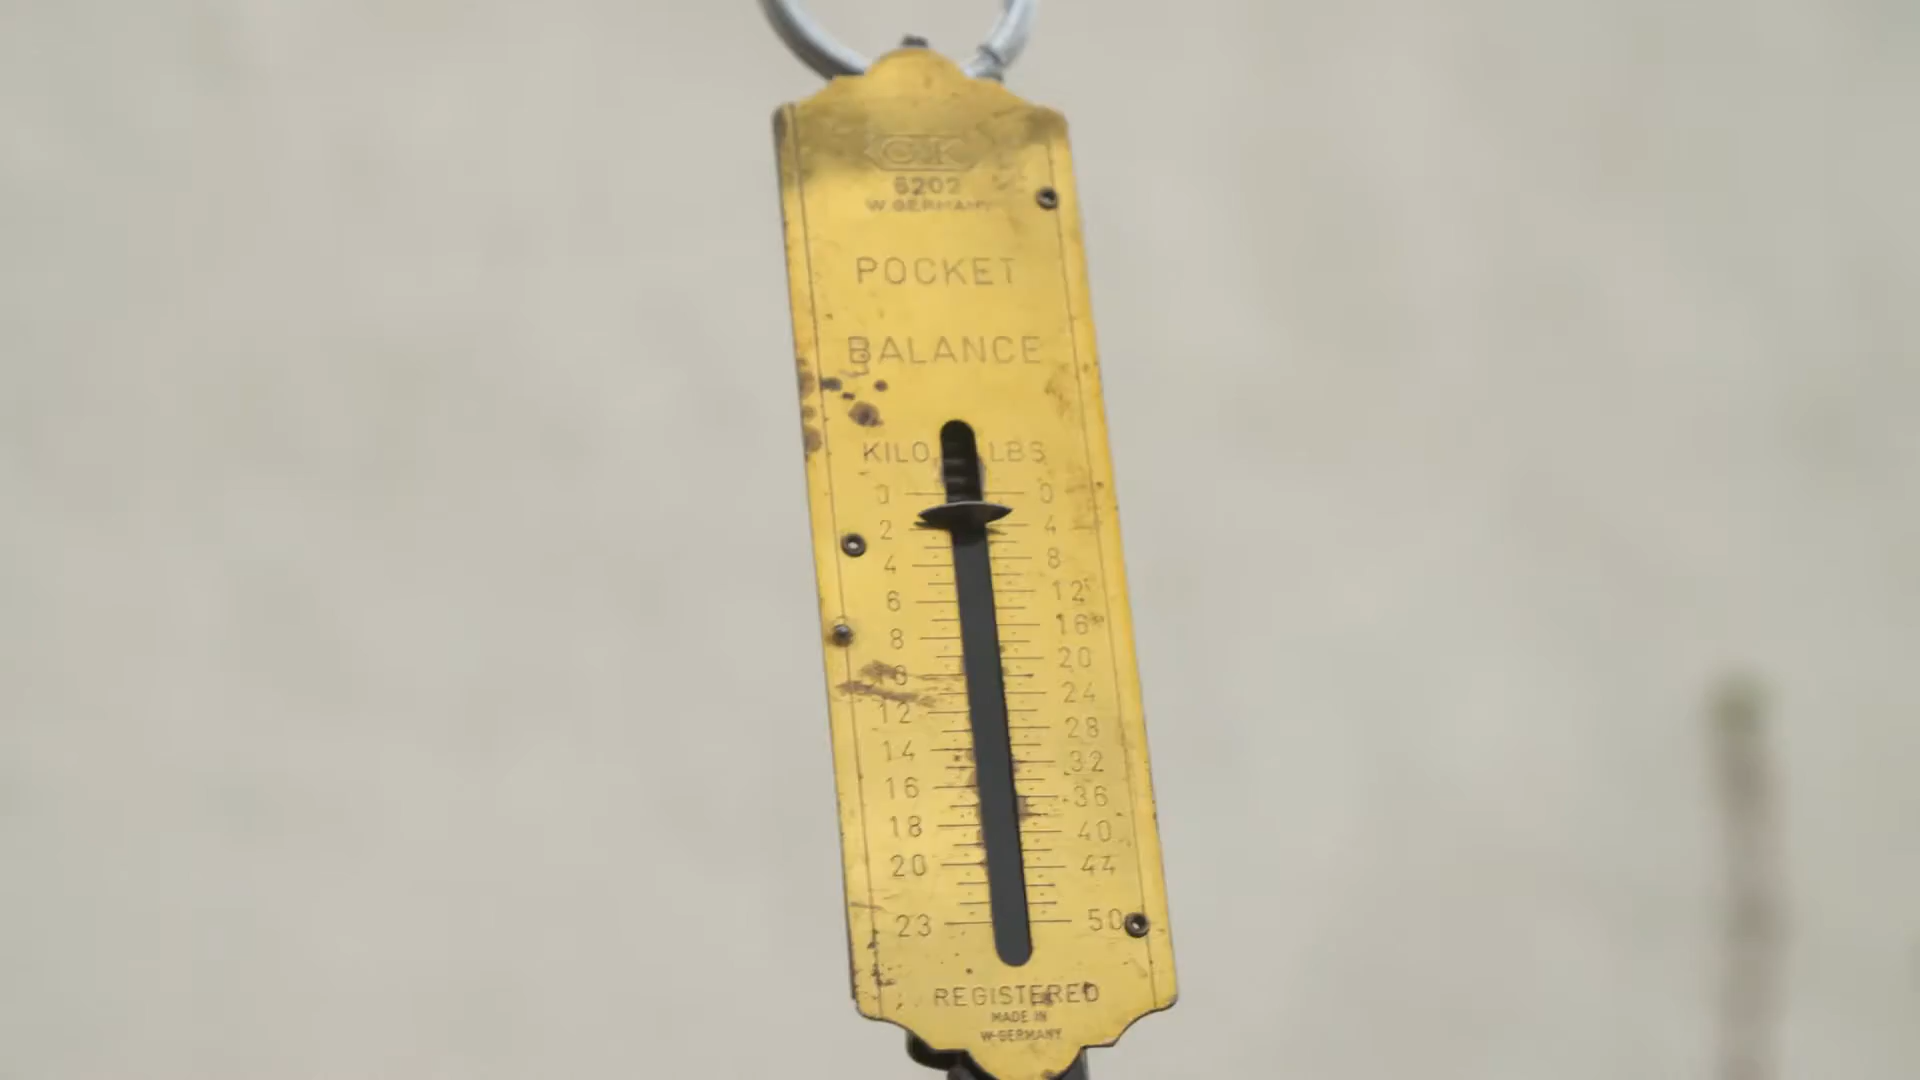 GK
6202
W. GERMANY
POCKET
BALANCE
KILO LBS
0 0
2 4
4 8
6 12
8 16
10 20
12 24
14 28
16 32
18 36
20 40
44
23 50
REGISTERED
MADE IN
W-GERMANY